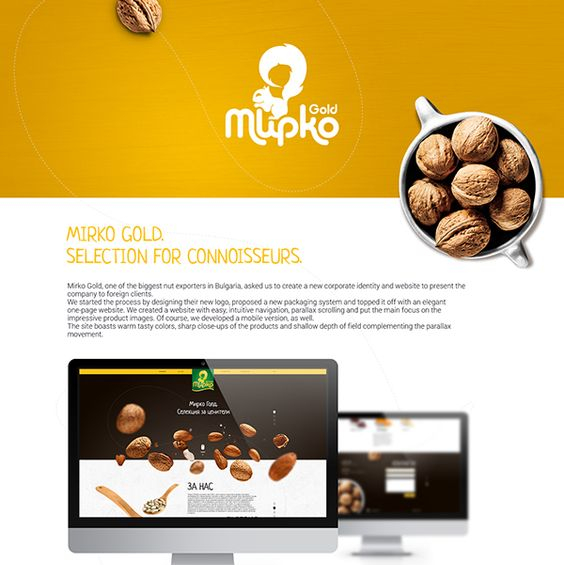 Gold
Mupko
MIRKO GOLD.
SELECTION FOR CONNOISSEURS.
Mirko Gold, one of the biggest nut exporters in Bulgaria, asked us to create a new corporate identity and website to present the
company to foreign clients.
We started the process by designing their new logo, proposed a new packaging system and topped it off with an elegant
one-page website. We created a website with easy, intuitive navigation, parallax scrolling and put the main focus on the
impressive product images. Of course, we developed a mobile version, as well.
The site boasts warm tasty colors, sharp close-ups of the products and shallow depth of field complementing the parallax
movement.
Mupko
Мирко Голд.
Селекция за ценители
ЗА НАС